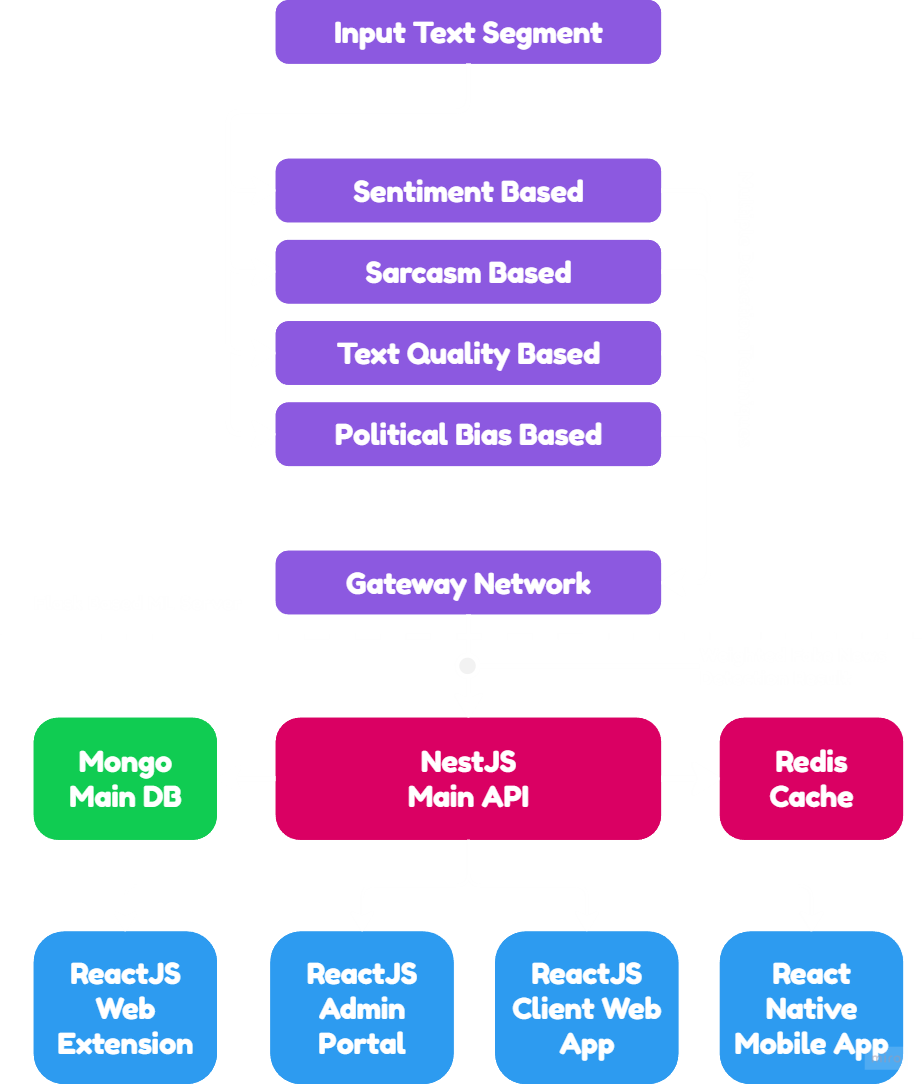 Input Text Segment
Sentiment Based
Sarcasm Based
Text Quality Based
Political Bias Based
Gateway Network
Mongo
Main DB
NestJS
Main API
Redis
Cache
ReactJS
Web
Extension
ReactJS
Admin
Portal
ReactJS
Client Web
App
React
Native
Mobile App